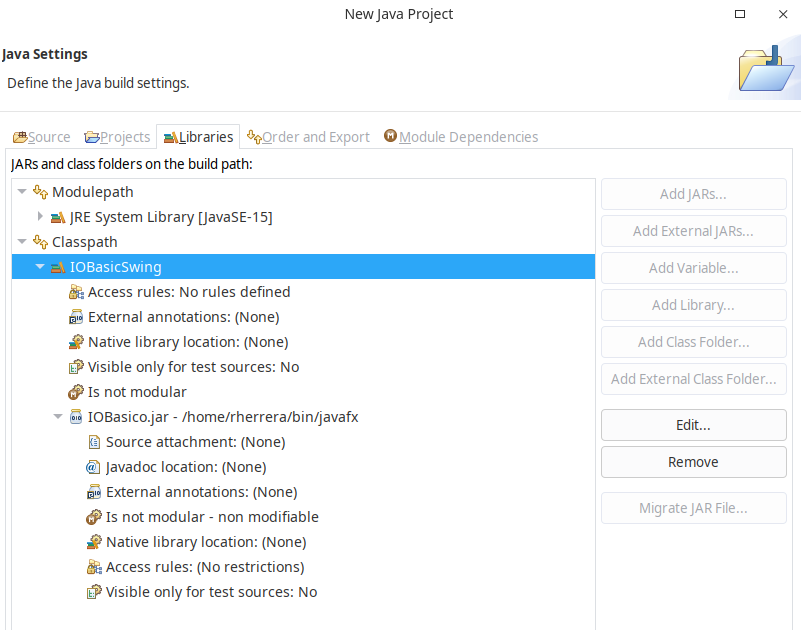 New Java Project
Java Settings
Define the Java build settings.
Source Projects Libraries Order and Export Module Dependencies
JARs and class folders on the build path:
Modulepath
JRE System Library [JavaSE-15]
Classpath
IOBasicSwing
Access rules: No rules defined
External annotations: (None)
Native library location: (None)
Visible only for test sources: No
Is not modular
IOBasico.jar - /home/rherrera/bin/javafx
Source attachment: (None)
Javadoc location: (None)
External annotations: (None)
Is not modular - non modifiable
Native library location: (None)
Access rules: (No restrictions)
Visible only for test sources: No
Add JARs...
Add External JARs...
Add Variable...
Add Library...
Add Class Folder...
Add External Class Folder...
Edit...
Remove
Migrate JAR File...